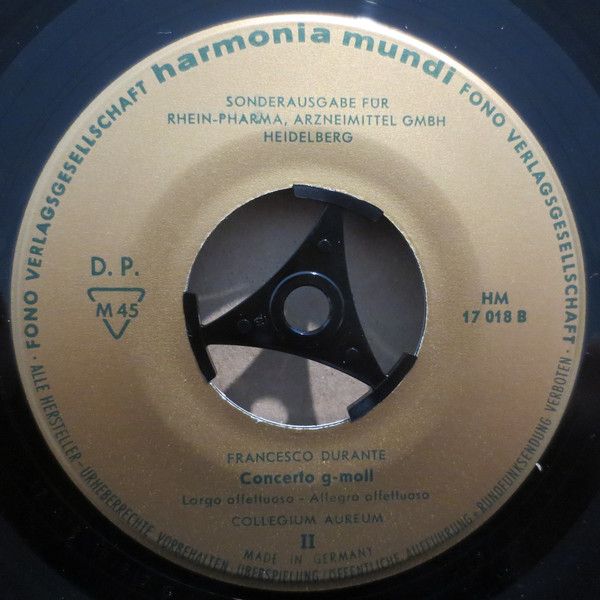 · FONO VERLAGSGESELLSCHAFT harmonia mundi FONO VERLAGSGESELLSCHAFT ·
SONDERAUSGABE FÜR
RHEIN-PHARMA, ARZNEIMITTEL GMBH
HEIDELBERG
D. P.
M 45
HM
17 018 B
FRANCESCO DURANTE
Concerto g-moll
Largo affettuoso - Allegro affettuoso
COLLEGIUM AUREUM
II
MADE IN GERMANY
ALLE HERSTELLER-URHEBERRECHTE VORBEHALTEN, ÜBERSPIELUNG/ÖFFENTLICHE AUFFÜHRUNG · RUNDFUNKSENDUNG VERBOTEN ·